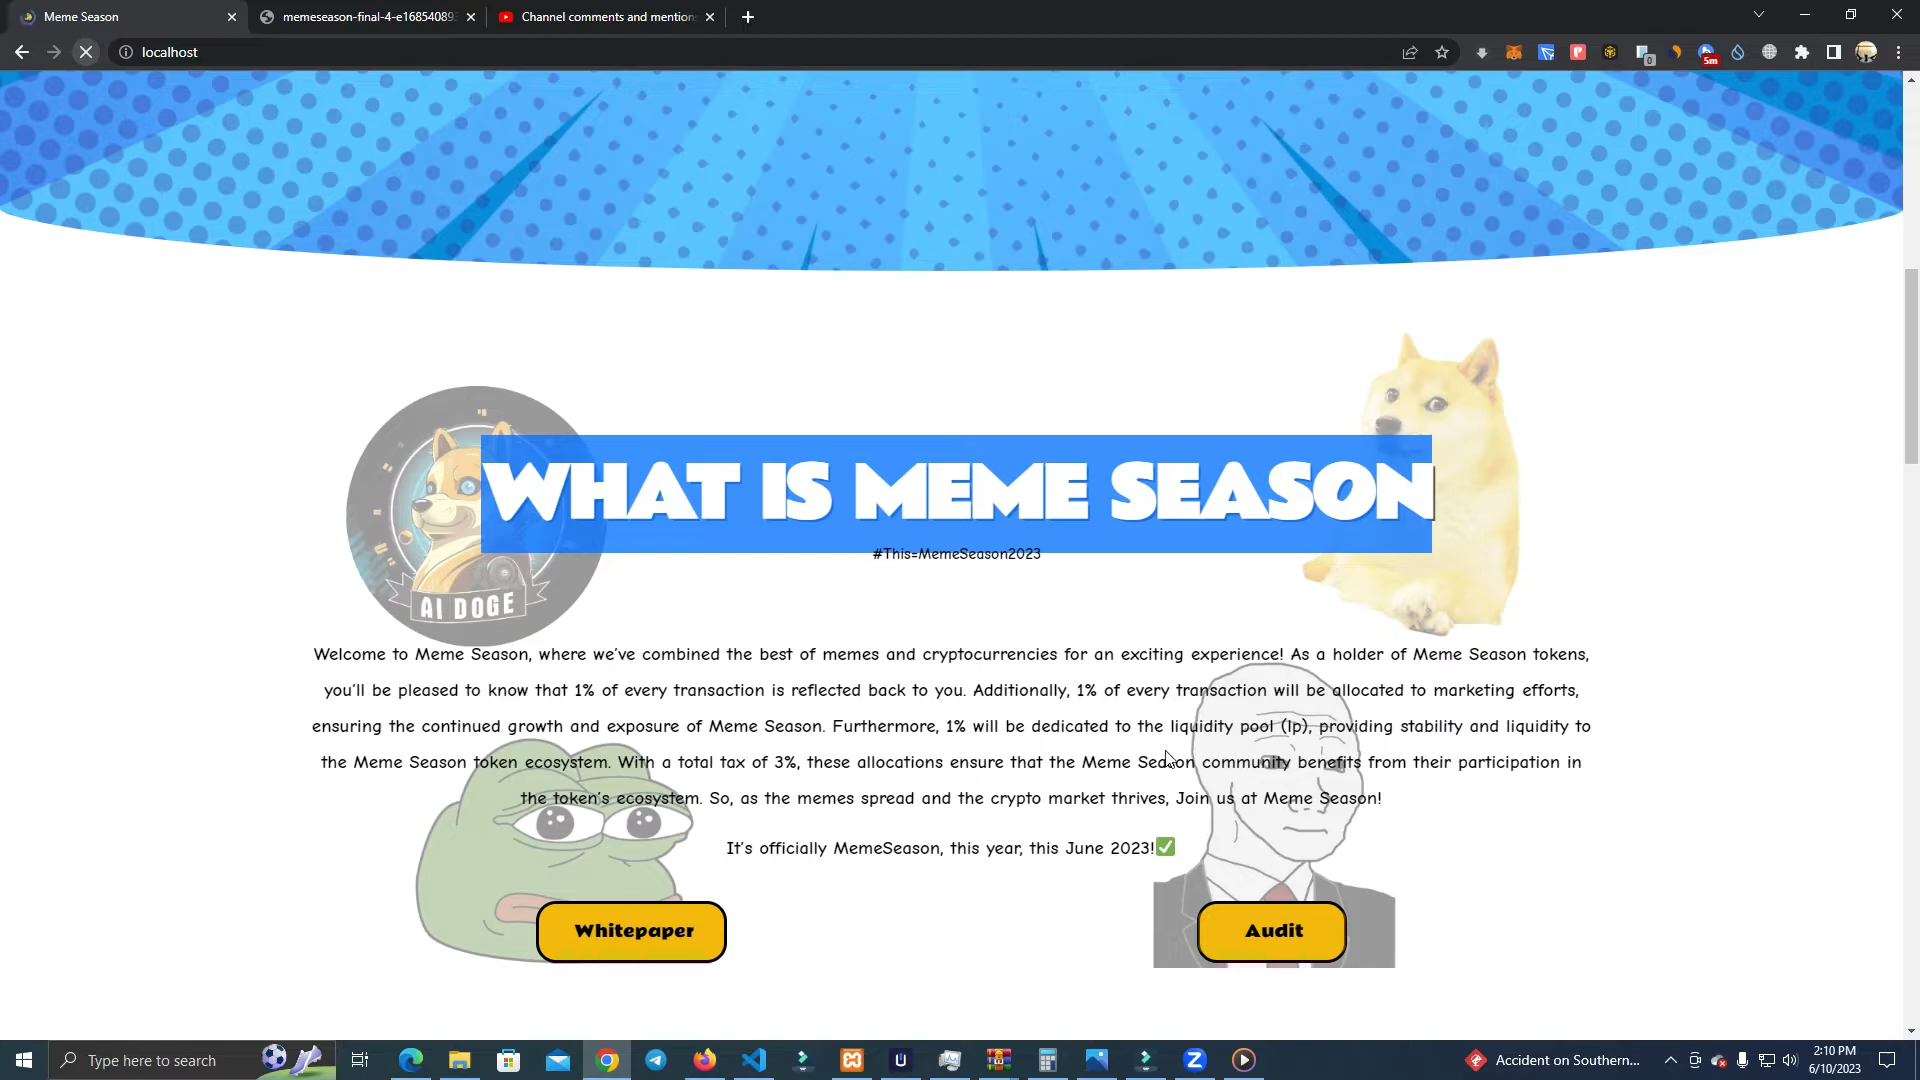 Meme Season
memeseason-final-4-e16854089
Channel comments and mention
localhost
0
5m
AI DOGE
WHAT IS MEME SEASON
#This=MemeSeason2023
Welcome to Meme Season, where we've combined the best of memes and cryptocurrencies for an exciting experience! As a holder of Meme Season tokens,
you'll be pleased to know that 1% of every transaction is reflected back to you. Additionally, 1% of every transaction will be allocated to marketing efforts,
ensuring the continued growth and exposure of Meme Season. Furthermore, 1% will be dedicated to the liquidity pool (lp), providing stability and liquidity to
the Meme Season token ecosystem. With a total tax of 3%, these allocations ensure that the Meme Season community benefits from their participation in
the token's ecosystem. So, as the memes spread and the crypto market thrives, Join us at Meme Season!
It's officially MemeSeason, this year, this June 2023!✅
Whitepaper
Audit
Type here to search
Accident on Southern...
2:10 PM
6/10/2023